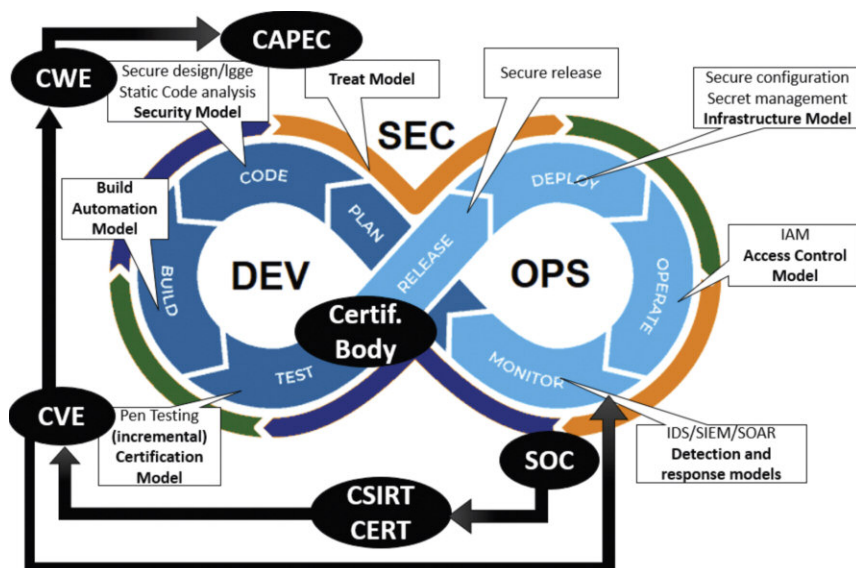 CAPEC
CWE
Secure design/lgge
Static Code analysis
Security Model
Treat Model
Secure release
Secure configuration
Secret management
Infrastructure Model
SEC
CODE
PLAN
DEPLOY
Build
Automation
Model
BUILD
DEV
RELEASE
OPS
OPERATE
IAM
Access Control
Model
Certif.
Body
TEST
MONITOR
CVE
Pen Testing
(incremental)
Certification
Model
SOC
IDS/SIEM/SOAR
Detection and
response models
CSIRT
CERT